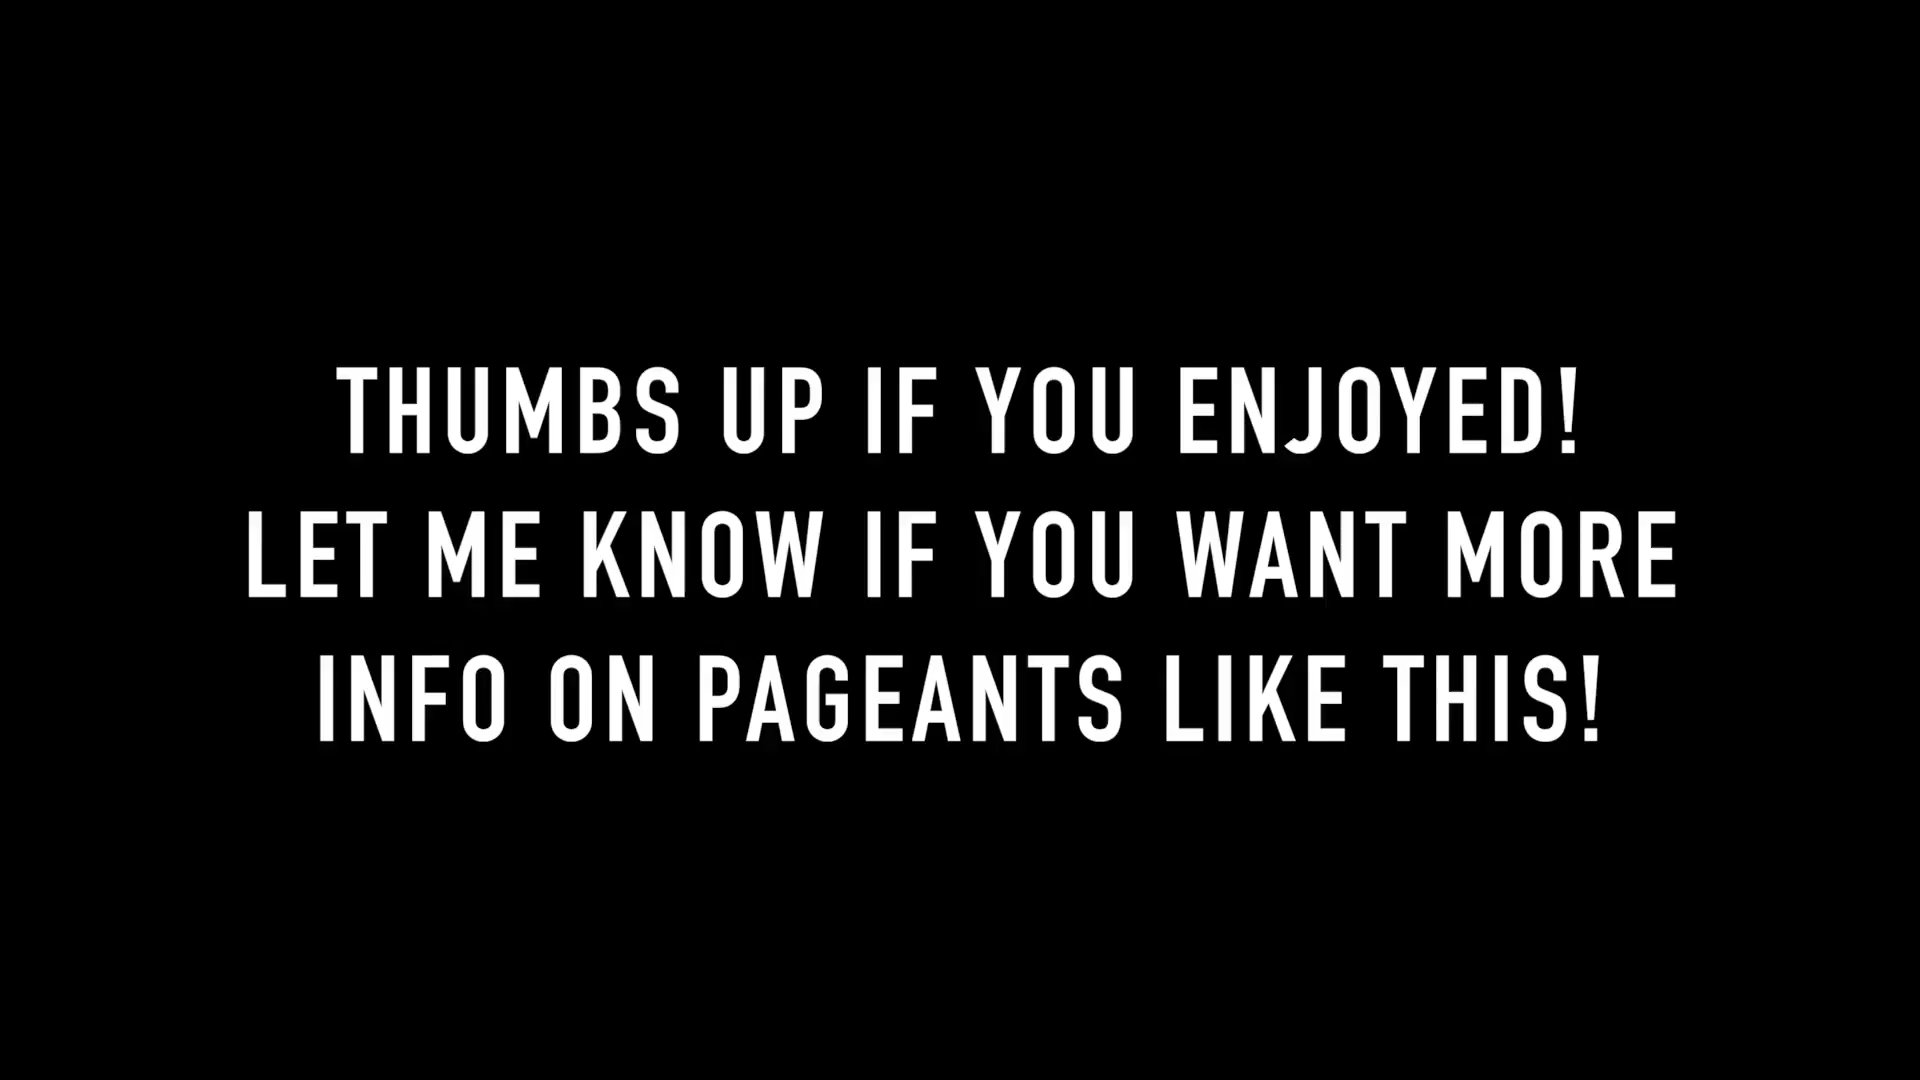 THUMBS UP IF YOU ENJOYED!
LET ME KNOW IF YOU WANT MORE
INFO ON PAGEANTS LIKE THIS!